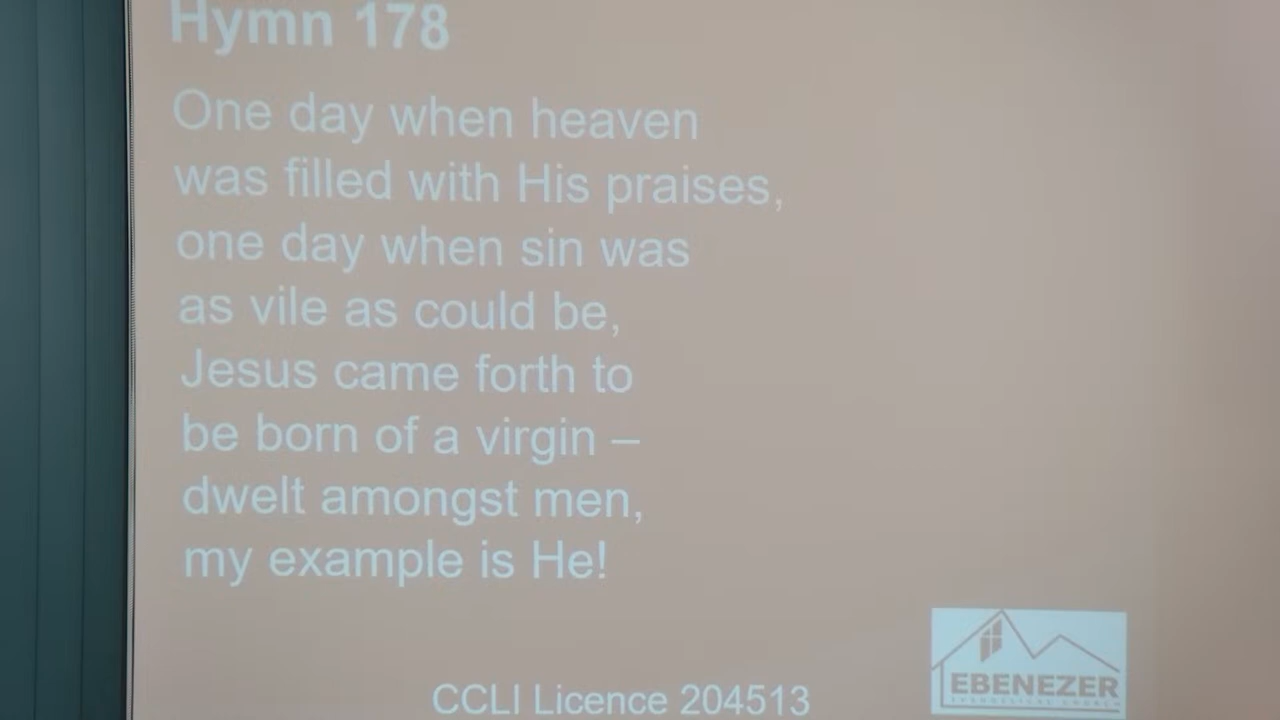 Hymn 178
One day when heaven
was filled with His praises,
one day when sin was
as vile as could be,
Jesus came forth to
be born of a virgin –
dwelt amongst men,
my example is He!
CCLI Licence 204513
EBENEZER
EVANGELICAL CHURCH